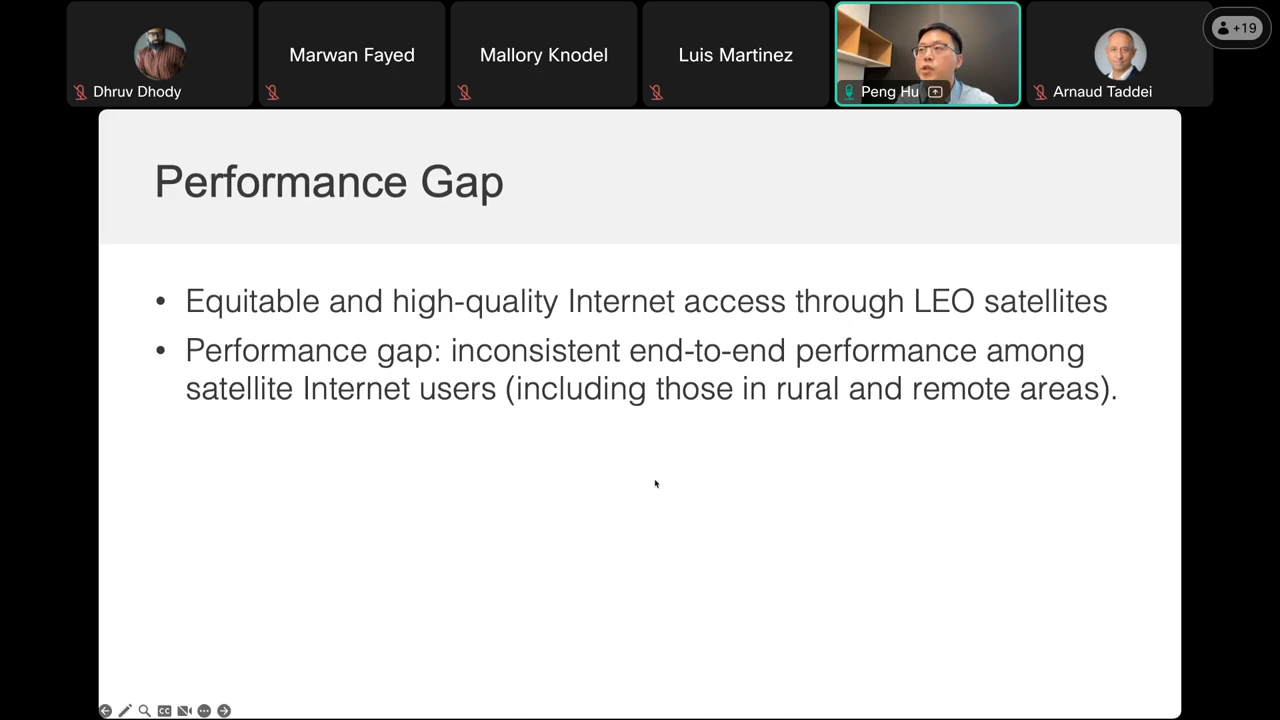 Dhruv Dhody
Marwan Fayed
Mallory Knodel
Luis Martinez
Peng Hu
Arnaud Taddei
+19
Performance Gap
• Equitable and high-quality Internet access through LEO satellites
• Performance gap: inconsistent end-to-end performance among
satellite Internet users (including those in rural and remote areas).
CC